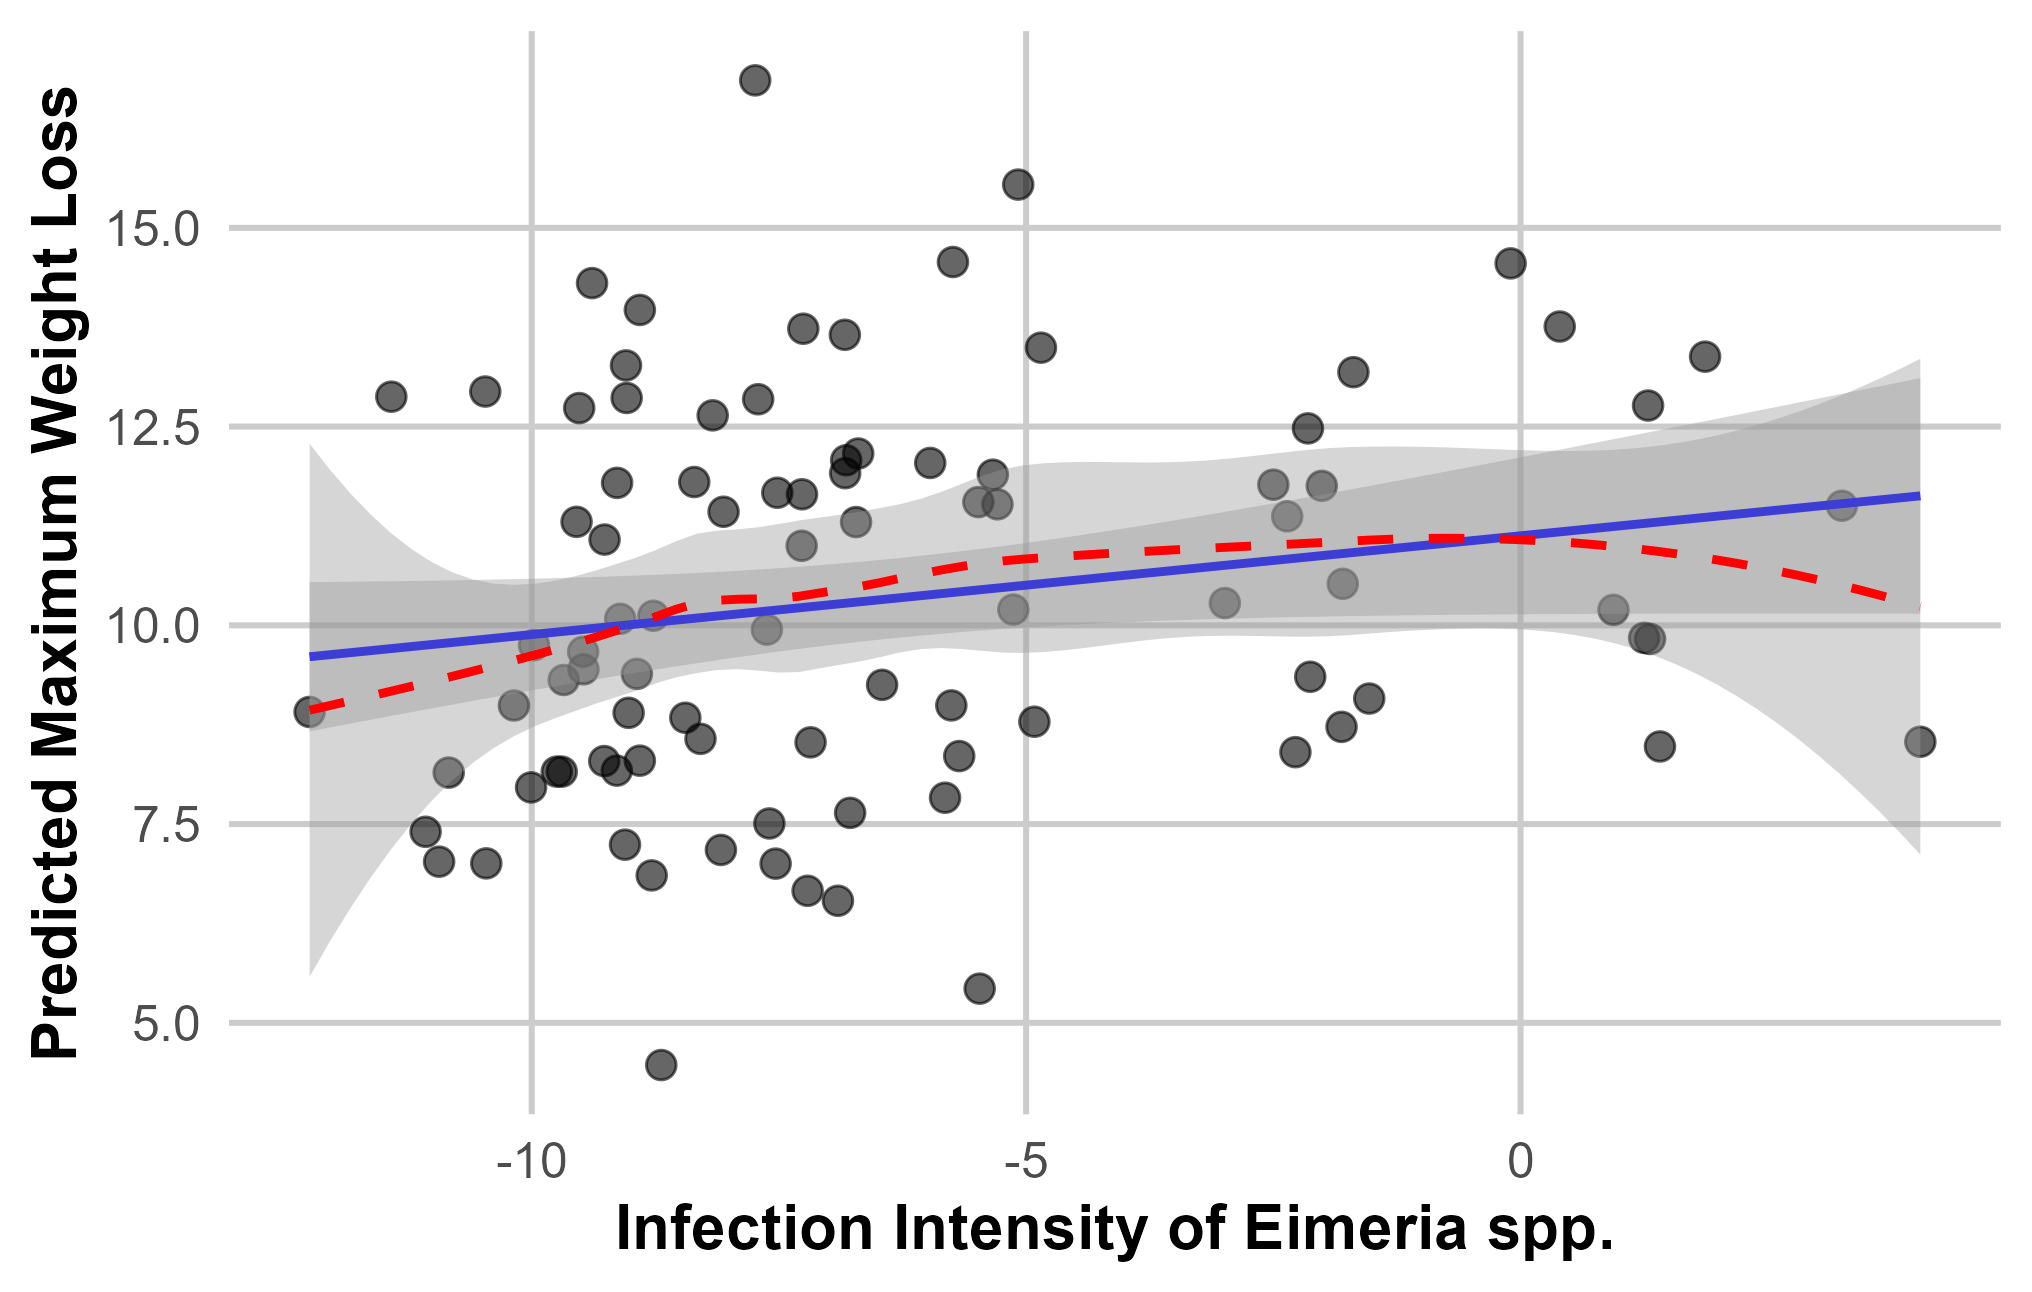 Predicted Maximum Weight Loss
15.0
12.5
10.0
7.5
5.0
-10 -5 0
Infection Intensity of Eimeria spp.